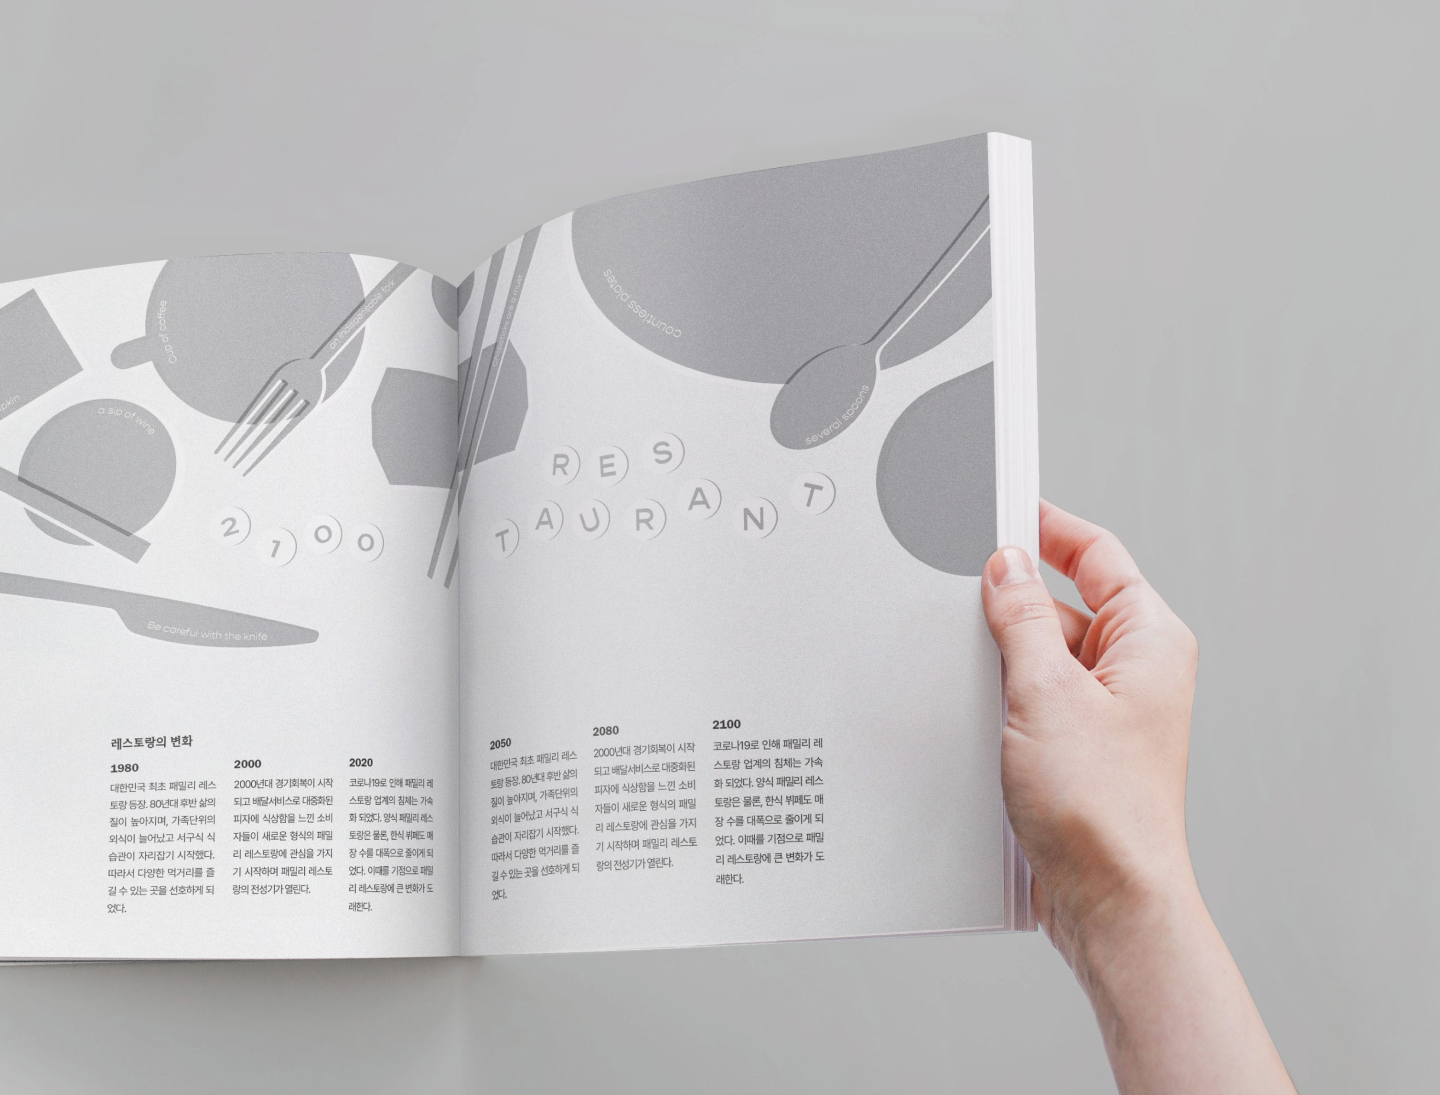 Cup of coffee
an indispensable fork
a sip of wine
Be careful with the knife
countless plates
several spoons
2100
RES
TAURANT
레스토랑의 변화
1980
대한민국 최초 패밀리 레스
토랑 등장. 80년대 후반 삶의
질이 높아지며, 가족단위의
외식이 늘어났고 서구식 식
습관이 자리잡기 시작했다.
따라서 다양한 먹거리를 즐
길 수 있는 곳을 선호하게 되
었다.
2000
2000년대 경기회복이 시작
되고 배달서비스로 대중화된
피자에 식상함을 느낀 소비
자들이 새로운 형식의 패밀
리 레스토랑에 관심을 가지
기 시작하며 패밀리 레스토
랑의 전성기가 열린다.
2020
코로나19로 인해 패밀리 레
스토랑 업계의 침체는 가속
화 되었다. 양식 패밀리 레스
토랑은 물론, 한식 뷔페도 매
장 수를 대폭으로 줄이게 되
었다. 이때를 기점으로 패밀
리 레스토랑에 큰 변화가 도
래한다.
2050
대한민국 최초 패밀리 레스
토랑 등장. 80년대 후반 삶의
질이 높아지며, 가족단위의
외식이 늘어났고 서구식 식
습관이 자리잡기 시작했다.
따라서 다양한 먹거리를 즐
길 수 있는 곳을 선호하게 되
었다.
2080
2000년대 경기회복이 시작
되고 배달서비스로 대중화된
피자에 식상함을 느낀 소비
자들이 새로운 형식의 패밀
리 레스토랑에 관심을 가지
기 시작하며 패밀리 레스토
랑의 전성기가 열린다.
2100
코로나19로 인해 패밀리 레
스토랑 업계의 침체는 가속
화 되었다. 양식 패밀리 레스
토랑은 물론, 한식 뷔페도 매
장 수를 대폭으로 줄이게 되
었다. 이때를 기점으로 패밀
리 레스토랑에 큰 변화가 도
래한다.